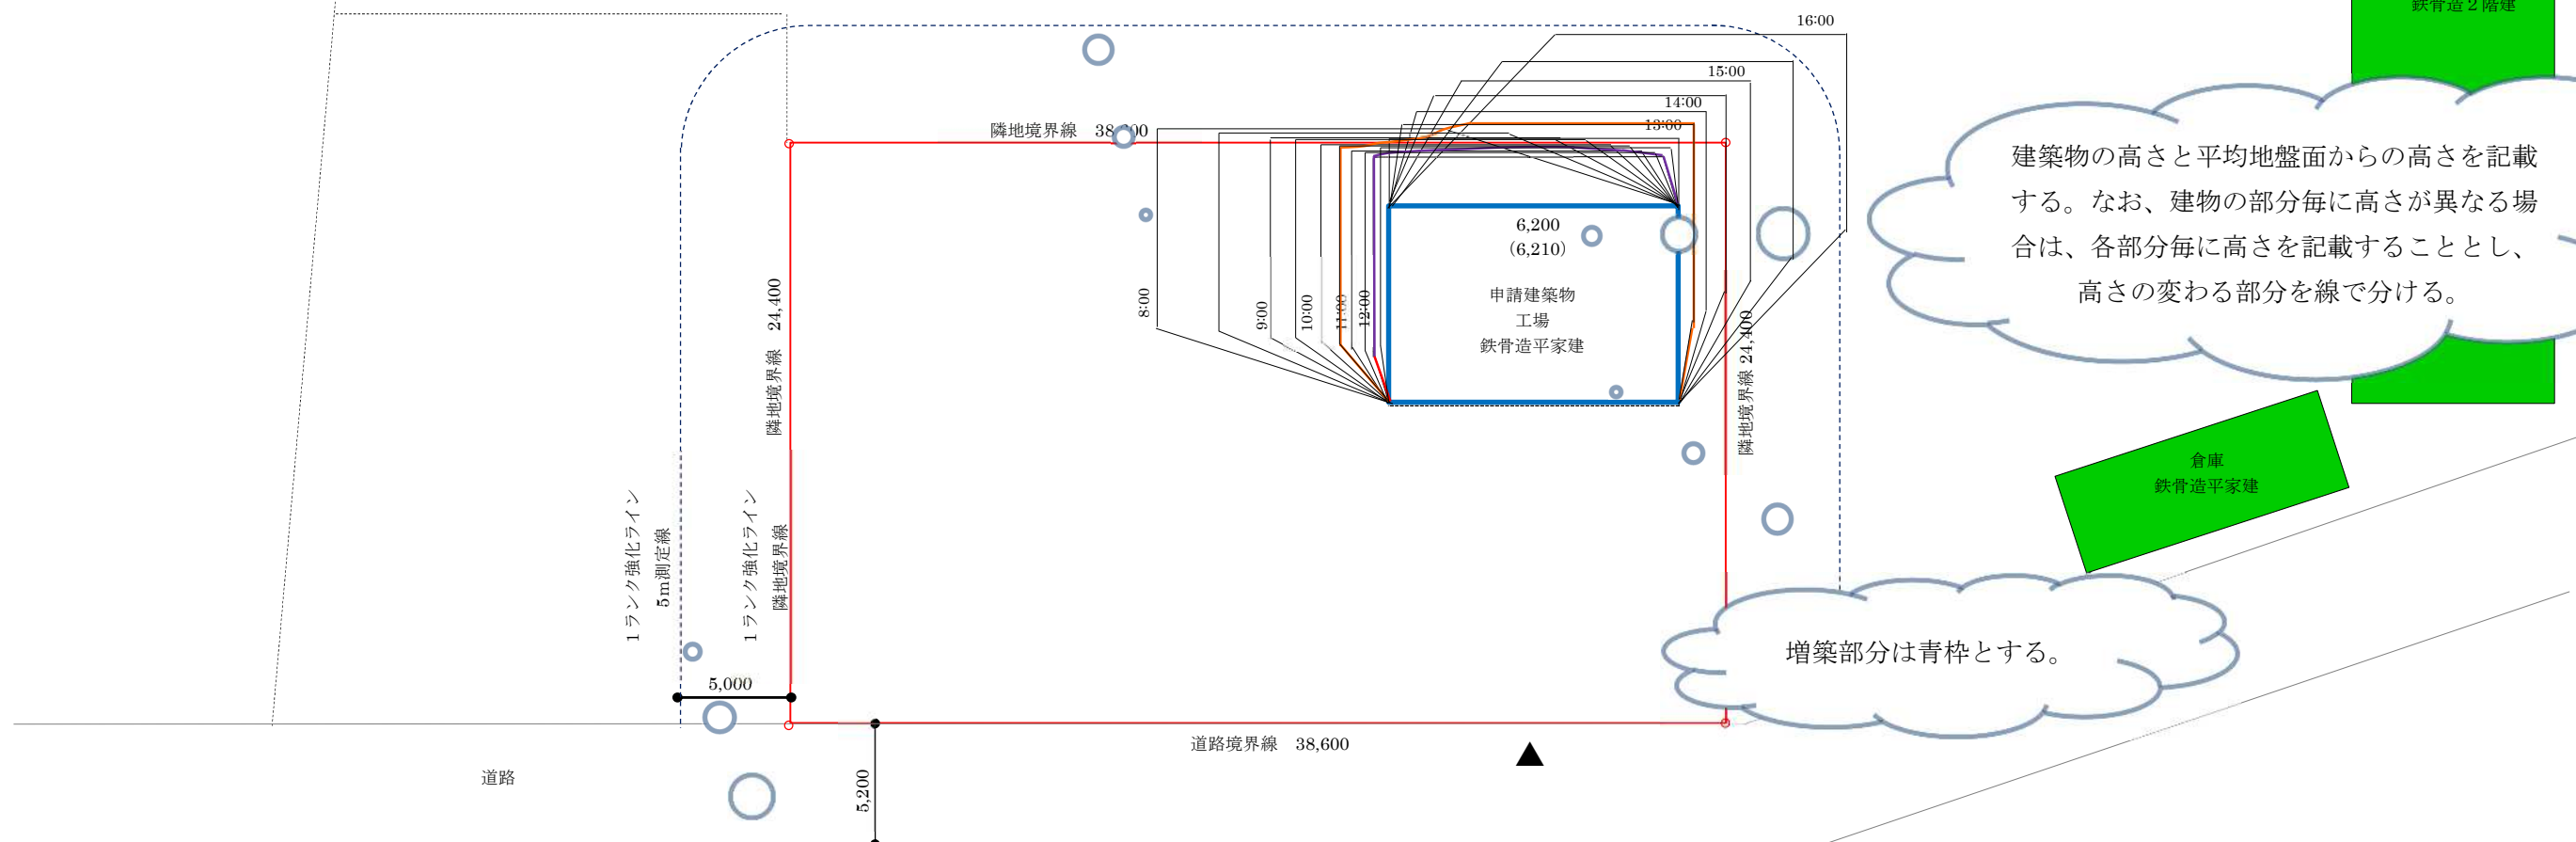 鉄骨造２階建
16:00
15:00
14:00
13:00
隣地境界線　38,600
建築物の高さと平均地盤面からの高さを記載
する。なお、建物の部分毎に高さが異なる場
合は、各部分毎に高さを記載することとし、
高さの変わる部分を線で分ける。
6,200
（6,210）
申請建築物
工場
鉄骨造平家建
8:00
9:00
10:00
11:00
12:00
隣地境界線　24,400
隣地境界線 24,400
倉庫
鉄骨造平家建
１ランク強化ライン
5m測定線
１ランク強化ライン
隣地境界線
増築部分は青枠とする。
5,000
道路境界線　38,600
道路
5,200